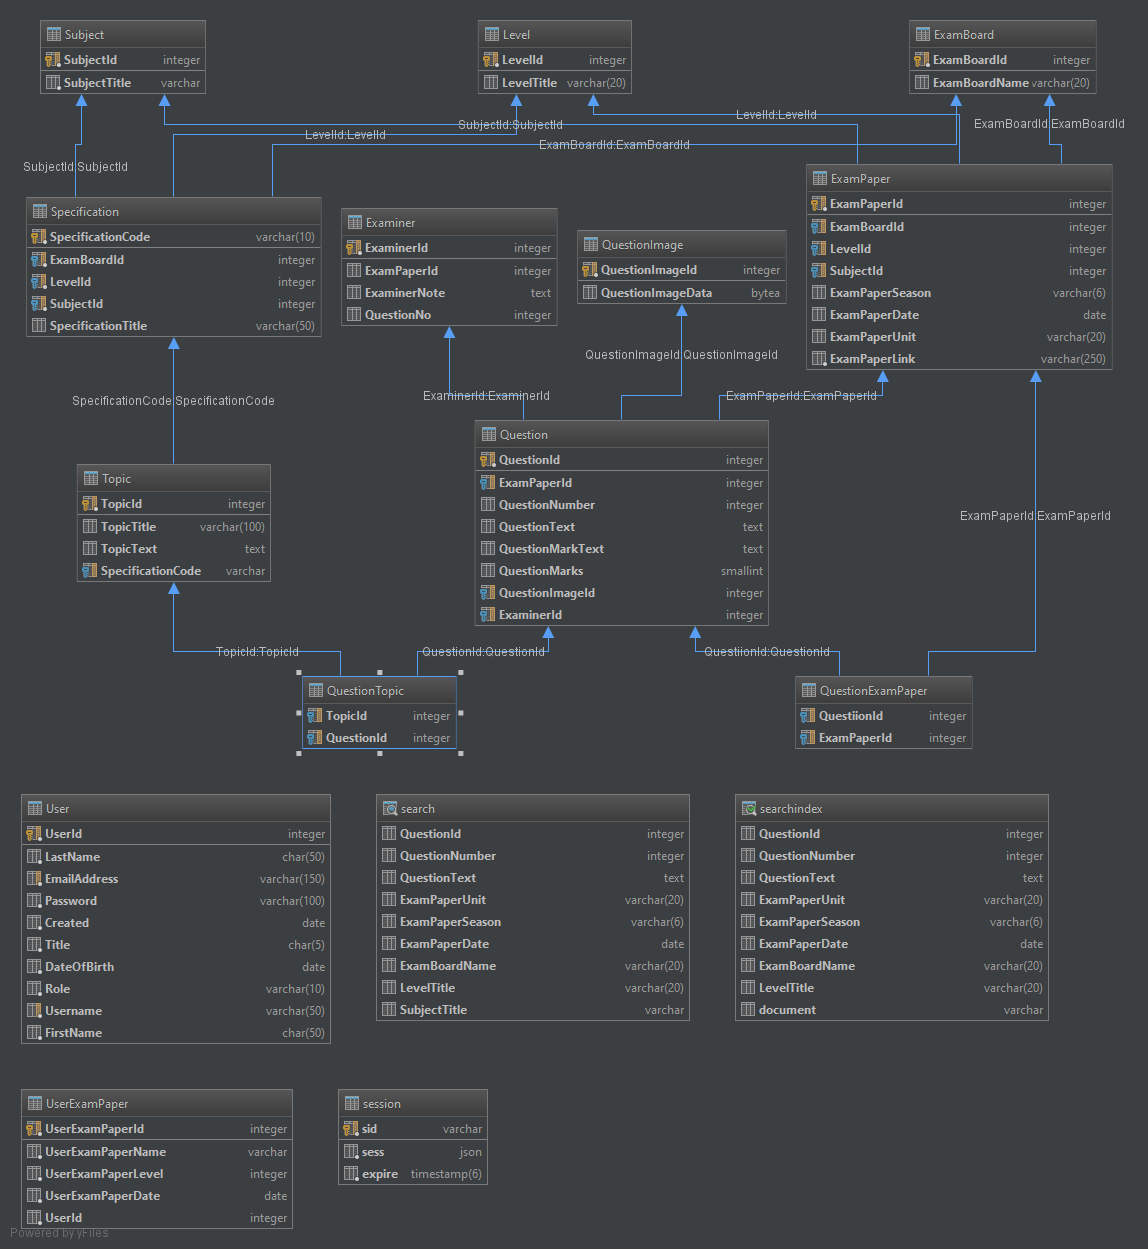 Subject
SubjectId integer
SubjectTitle varchar
Level
LevelId integer
LevelTitle varchar(20)
ExamBoard
ExamBoardId integer
ExamBoardName varchar(20)
LevelId:LevelId
SubjectId:SubjectId
LevelId:LevelId
ExamBoardId:ExamBoardId
ExamBoardId:ExamBoardId
SubjectId:SubjectId
Specification
SpecificationCode varchar(10)
ExamBoardId integer
LevelId integer
SubjectId integer
SpecificationTitle varchar(50)
Examiner
ExaminerId integer
ExamPaperId integer
ExaminerNote text
QuestionNo integer
QuestionImage
QuestionImageId integer
QuestionImageData bytea
ExamPaper
ExamPaperId integer
ExamBoardId integer
LevelId integer
SubjectId integer
ExamPaperSeason varchar(6)
ExamPaperDate date
ExamPaperUnit varchar(20)
ExamPaperLink varchar(250)
QuestionImageId:QuestionImageId
SpecificationCode:SpecificationCode
ExaminerId:ExaminerId
ExamPaperId:ExamPaperId
Topic
TopicId integer
TopicTitle varchar(100)
TopicText text
SpecificationCode varchar
Question
QuestionId integer
ExamPaperId integer
QuestionNumber integer
QuestionText text
QuestionMarkText text
QuestionMarks smallint
QuestionImageId integer
ExaminerId integer
ExamPaperId:ExamPaperId
TopicId:TopicId
QuestionId:QuestionId
QuestiionId:QuestionId
QuestionTopic
TopicId integer
QuestionId integer
QuestionExamPaper
QuestiionId integer
ExamPaperId integer
User
UserId integer
LastName char(50)
EmailAddress varchar(150)
Password varchar(100)
Created date
Title char(5)
DateOfBirth date
Role varchar(10)
Username varchar(50)
FirstName char(50)
search
QuestionId integer
QuestionNumber integer
QuestionText text
ExamPaperUnit varchar(20)
ExamPaperSeason varchar(6)
ExamPaperDate date
ExamBoardName varchar(20)
LevelTitle varchar(20)
SubjectTitle varchar
searchindex
QuestionId integer
QuestionNumber integer
QuestionText text
ExamPaperUnit varchar(20)
ExamPaperSeason varchar(6)
ExamPaperDate date
ExamBoardName varchar(20)
LevelTitle varchar(20)
document varchar
UserExamPaper
UserExamPaperId integer
UserExamPaperName varchar
UserExamPaperLevel integer
UserExamPaperDate date
UserId integer
session
sid varchar
sess json
expire timestamp(6)
Powered by yFiles